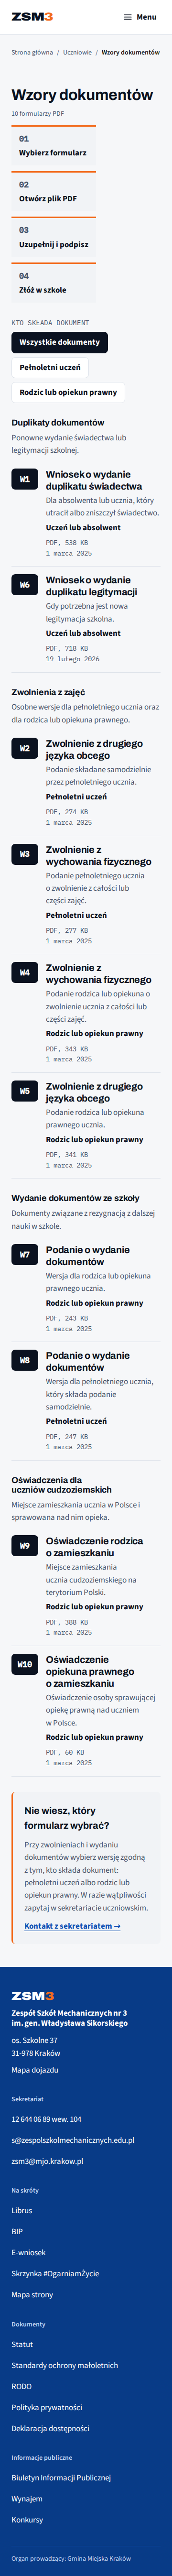 ZSM3
Menu
Strona główna / Uczniowie / Wzory dokumentów
Wzory dokumentów
10 formularzy PDF
01
Wybierz formularz
02
Otwórz plik PDF
03
Uzupełnij i podpisz
04
Złóż w szkole
KTO SKŁADA DOKUMENT
Wszystkie dokumenty
Pełnoletni uczeń
Rodzic lub opiekun prawny
Duplikaty dokumentów
Ponowne wydanie świadectwa lub
legitymacji szkolnej.
W1
Wniosek o wydanie
duplikatu świadectwa
Dla absolwenta lub ucznia, który
utracił albo zniszczył świadectwo.
Uczeń lub absolwent
PDF, 538 KB
1 marca 2025
W6
Wniosek o wydanie
duplikatu legitymacji
Gdy potrzebna jest nowa
legitymacja szkolna.
Uczeń lub absolwent
PDF, 718 KB
19 lutego 2026
Zwolnienia z zajęć
Osobne wersje dla pełnoletniego ucznia oraz
dla rodzica lub opiekuna prawnego.
W2
Zwolnienie z drugiego
języka obcego
Podanie składane samodzielnie
przez pełnoletniego ucznia.
Pełnoletni uczeń
PDF, 274 KB
1 marca 2025
W3
Zwolnienie z
wychowania fizycznego
Podanie pełnoletniego ucznia
o zwolnienie z całości lub
części zajęć.
Pełnoletni uczeń
PDF, 277 KB
1 marca 2025
W4
Zwolnienie z
wychowania fizycznego
Podanie rodzica lub opiekuna o
zwolnienie ucznia z całości lub
części zajęć.
Rodzic lub opiekun prawny
PDF, 343 KB
1 marca 2025
W5
Zwolnienie z drugiego
języka obcego
Podanie rodzica lub opiekuna
prawnego ucznia.
Rodzic lub opiekun prawny
PDF, 341 KB
1 marca 2025
Wydanie dokumentów ze szkoły
Dokumenty związane z rezygnacją z dalszej
nauki w szkole.
W7
Podanie o wydanie
dokumentów
Wersja dla rodzica lub opiekuna
prawnego ucznia.
Rodzic lub opiekun prawny
PDF, 243 KB
1 marca 2025
W8
Podanie o wydanie
dokumentów
Wersja dla pełnoletniego ucznia,
który składa podanie
samodzielnie.
Pełnoletni uczeń
PDF, 247 KB
1 marca 2025
Oświadczenia dla
uczniów cudzoziemskich
Miejsce zamieszkania ucznia w Polsce i
sprawowana nad nim opieka.
W9
Oświadczenie rodzica
o zamieszkaniu
Miejsce zamieszkania
ucznia cudzoziemskiego na
terytorium Polski.
Rodzic lub opiekun prawny
PDF, 380 KB
1 marca 2025
W10
Oświadczenie
opiekuna prawnego
o zamieszkaniu
Oświadczenie osoby sprawującej
opiekę prawną nad uczniem
w Polsce.
Rodzic lub opiekun prawny
PDF, 60 KB
1 marca 2025
Nie wiesz, który
formularz wybrać?
Przy zwolnieniach i wydaniu
dokumentów wybierz wersję zgodną
z tym, kto składa dokument:
pełnoletni uczeń albo rodzic lub
opiekun prawny. W razie wątpliwości
zapytaj w sekretariacie uczniowskim.
Kontakt z sekretariatem →
ZSM3
Zespół Szkół Mechanicznych nr 3
im. gen. Władysława Sikorskiego
os. Szkolne 37
31-978 Kraków
Mapa dojazdu
Sekretariat
12 644 06 89 wew. 104
s@zespolszkolmechanicznych.edu.pl
zsm3@mjo.krakow.pl
Na skróty
Librus
BIP
E-wniosek
Skrzynka #OgarniamŻycie
Mapa strony
Dokumenty
Statut
Standardy ochrony małoletnich
RODO
Polityka prywatności
Deklaracja dostępności
Informacje publiczne
Biuletyn Informacji Publicznej
Wynajem
Konkursy
Organ prowadzący: Gmina Miejska Kraków